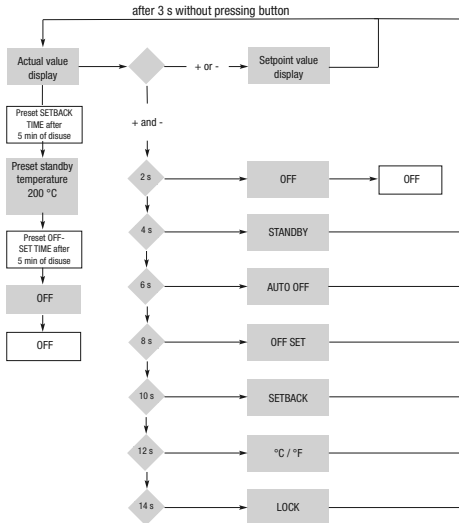 after 3 s without pressing button
Actual value
display
+ or -
Setpoint value
display
Preset SETBACK
TIME after
5 min of disuse
+ and -
Preset standby
temperature
200 °C
2 s
OFF
OFF
Preset OFF-
SET TIME after
5 min of disuse
4 s
STANDBY
OFF
6 s
AUTO OFF
OFF
8 s
OFF SET
10 s
SETBACK
12 s
°C / °F
14 s
LOCK